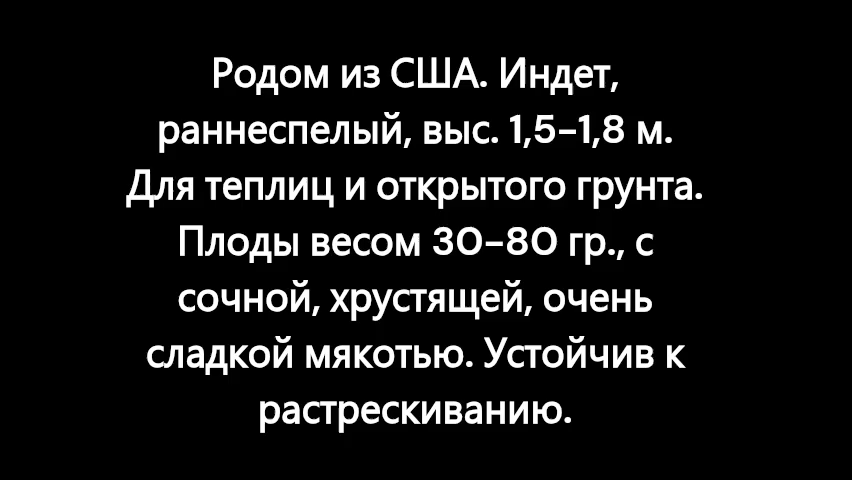 Родом из США. Индет,
раннеспелый, выс. 1,5-1,8 м.
Для теплиц и открытого грунта.
Плоды весом 30-80 гр., с
сочной, хрустящей, очень
сладкой мякотью. Устойчив к
растрескиванию.